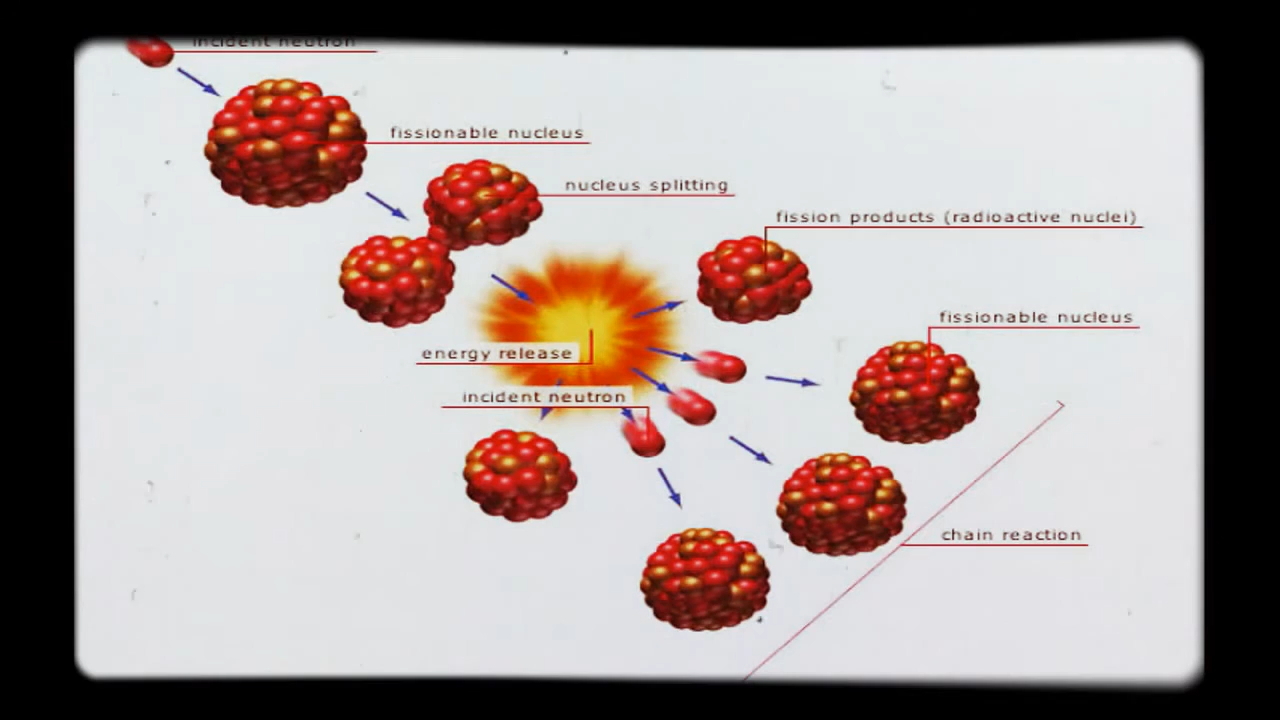 incident neutron
fissionable nucleus
nucleus splitting
fission products (radioactive nuclei)
fissionable nucleus
energy release
incident neutron
chain reaction